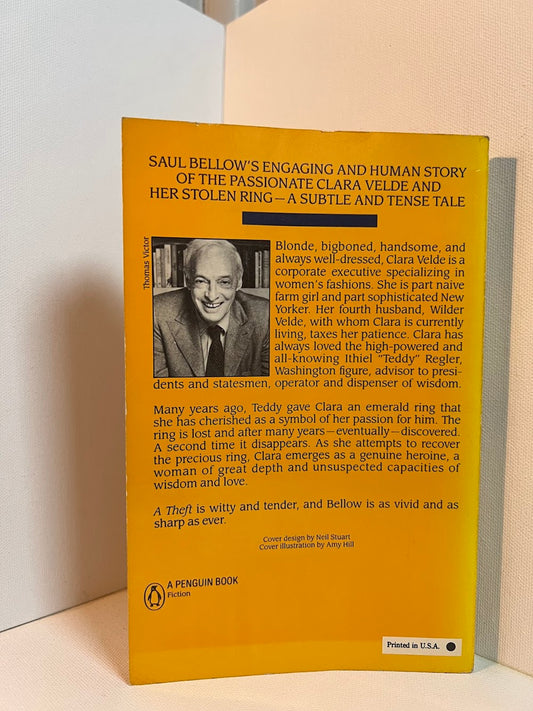 SAUL BELLOW'S ENGAGING AND HUMAN STORY
OF THE PASSIONATE CLARA VELDE AND
HER STOLEN RING—A SUBTLE AND TENSE TALE
Thomas Victor
Blonde, bigboned, handsome, and
always well-dressed, Clara Velde is a
corporate executive specializing in
women's fashions. She is part naive
farm girl and part sophisticated New
Yorker. Her fourth husband, Wilder
Velde, with whom Clara is currently
living, taxes her patience. Clara has
always loved the high-powered and
all-knowing Ithiel "Teddy" Regler,
Washington figure, advisor to presi-
dents and statesmen, operator and dispenser of wisdom.
Many years ago, Teddy gave Clara an emerald ring that
she has cherished as a symbol of her passion for him. The
ring is lost and after many years—eventually—discovered.
A second time it disappears. As she attempts to recover
the precious ring, Clara emerges as a genuine heroine, a
woman of great depth and unsuspected capacities of
wisdom and love.
A Theft is witty and tender, and Bellow is as vivid and as
sharp as ever.
Cover design by Neil Stuart
Cover illustration by Amy Hill
A PENGUIN BOOK
Fiction
Printed in U.S.A.